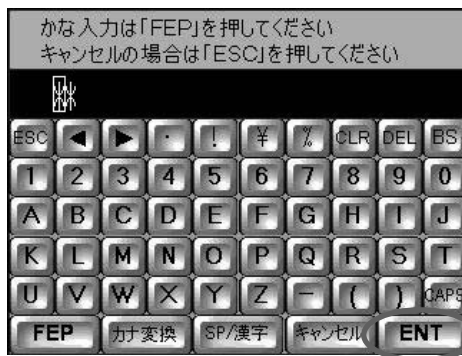 かな入力は「FEP」を押してください
キャンセルの場合は「ESC」を押してください
林
ESC ◀ ▶ · ! ¥ % CLR DEL BS
1 2 3 4 5 6 7 8 9 0
A B C D E F G H I J
K L M N O P Q R S T
U V W X Y Z - ( ) CAPS
FEP カナ変換 SP/漢字 キャンセル ENT